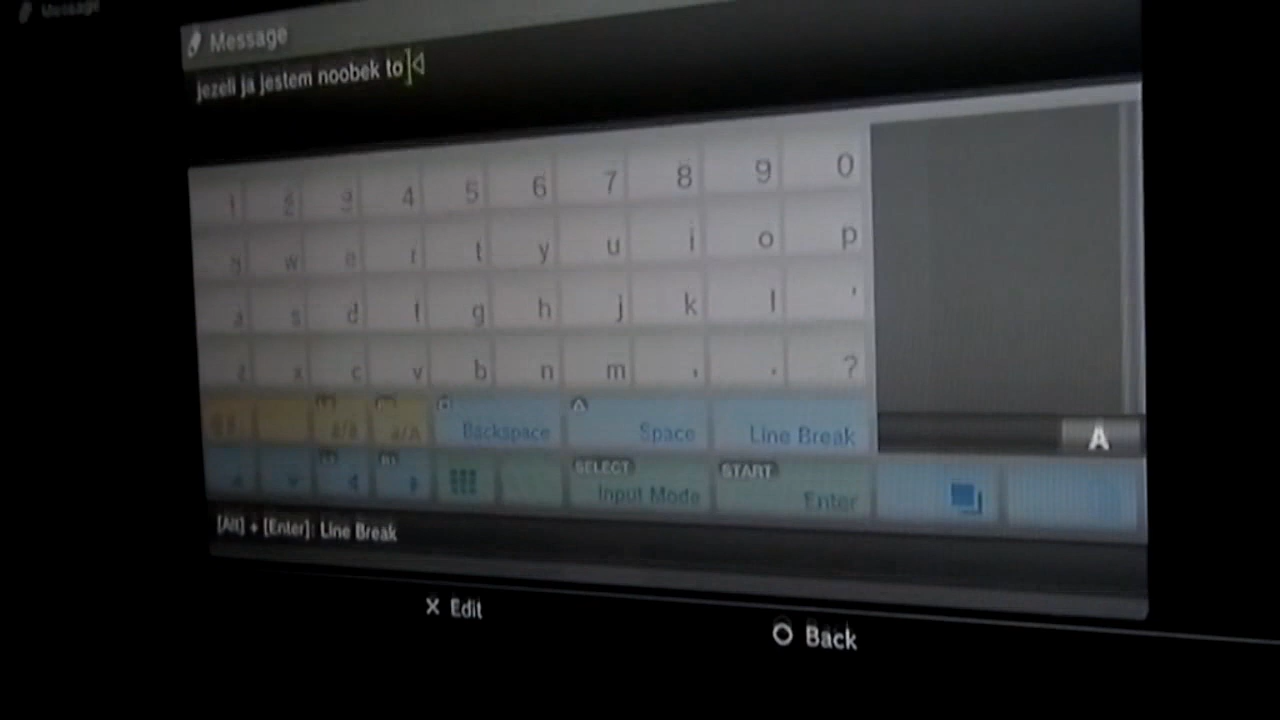 Message
Message
jezeli ja jestem noobek to
4 5 6 7 8 9 0
w t y u i o p
a s d f g h j k l '
x c v b n m , . ?
a/A Backspace Space Line Break
SELECT START
Input Mode Enter
A
[Alt] + [Enter]: Line Break
X Edit
O Back